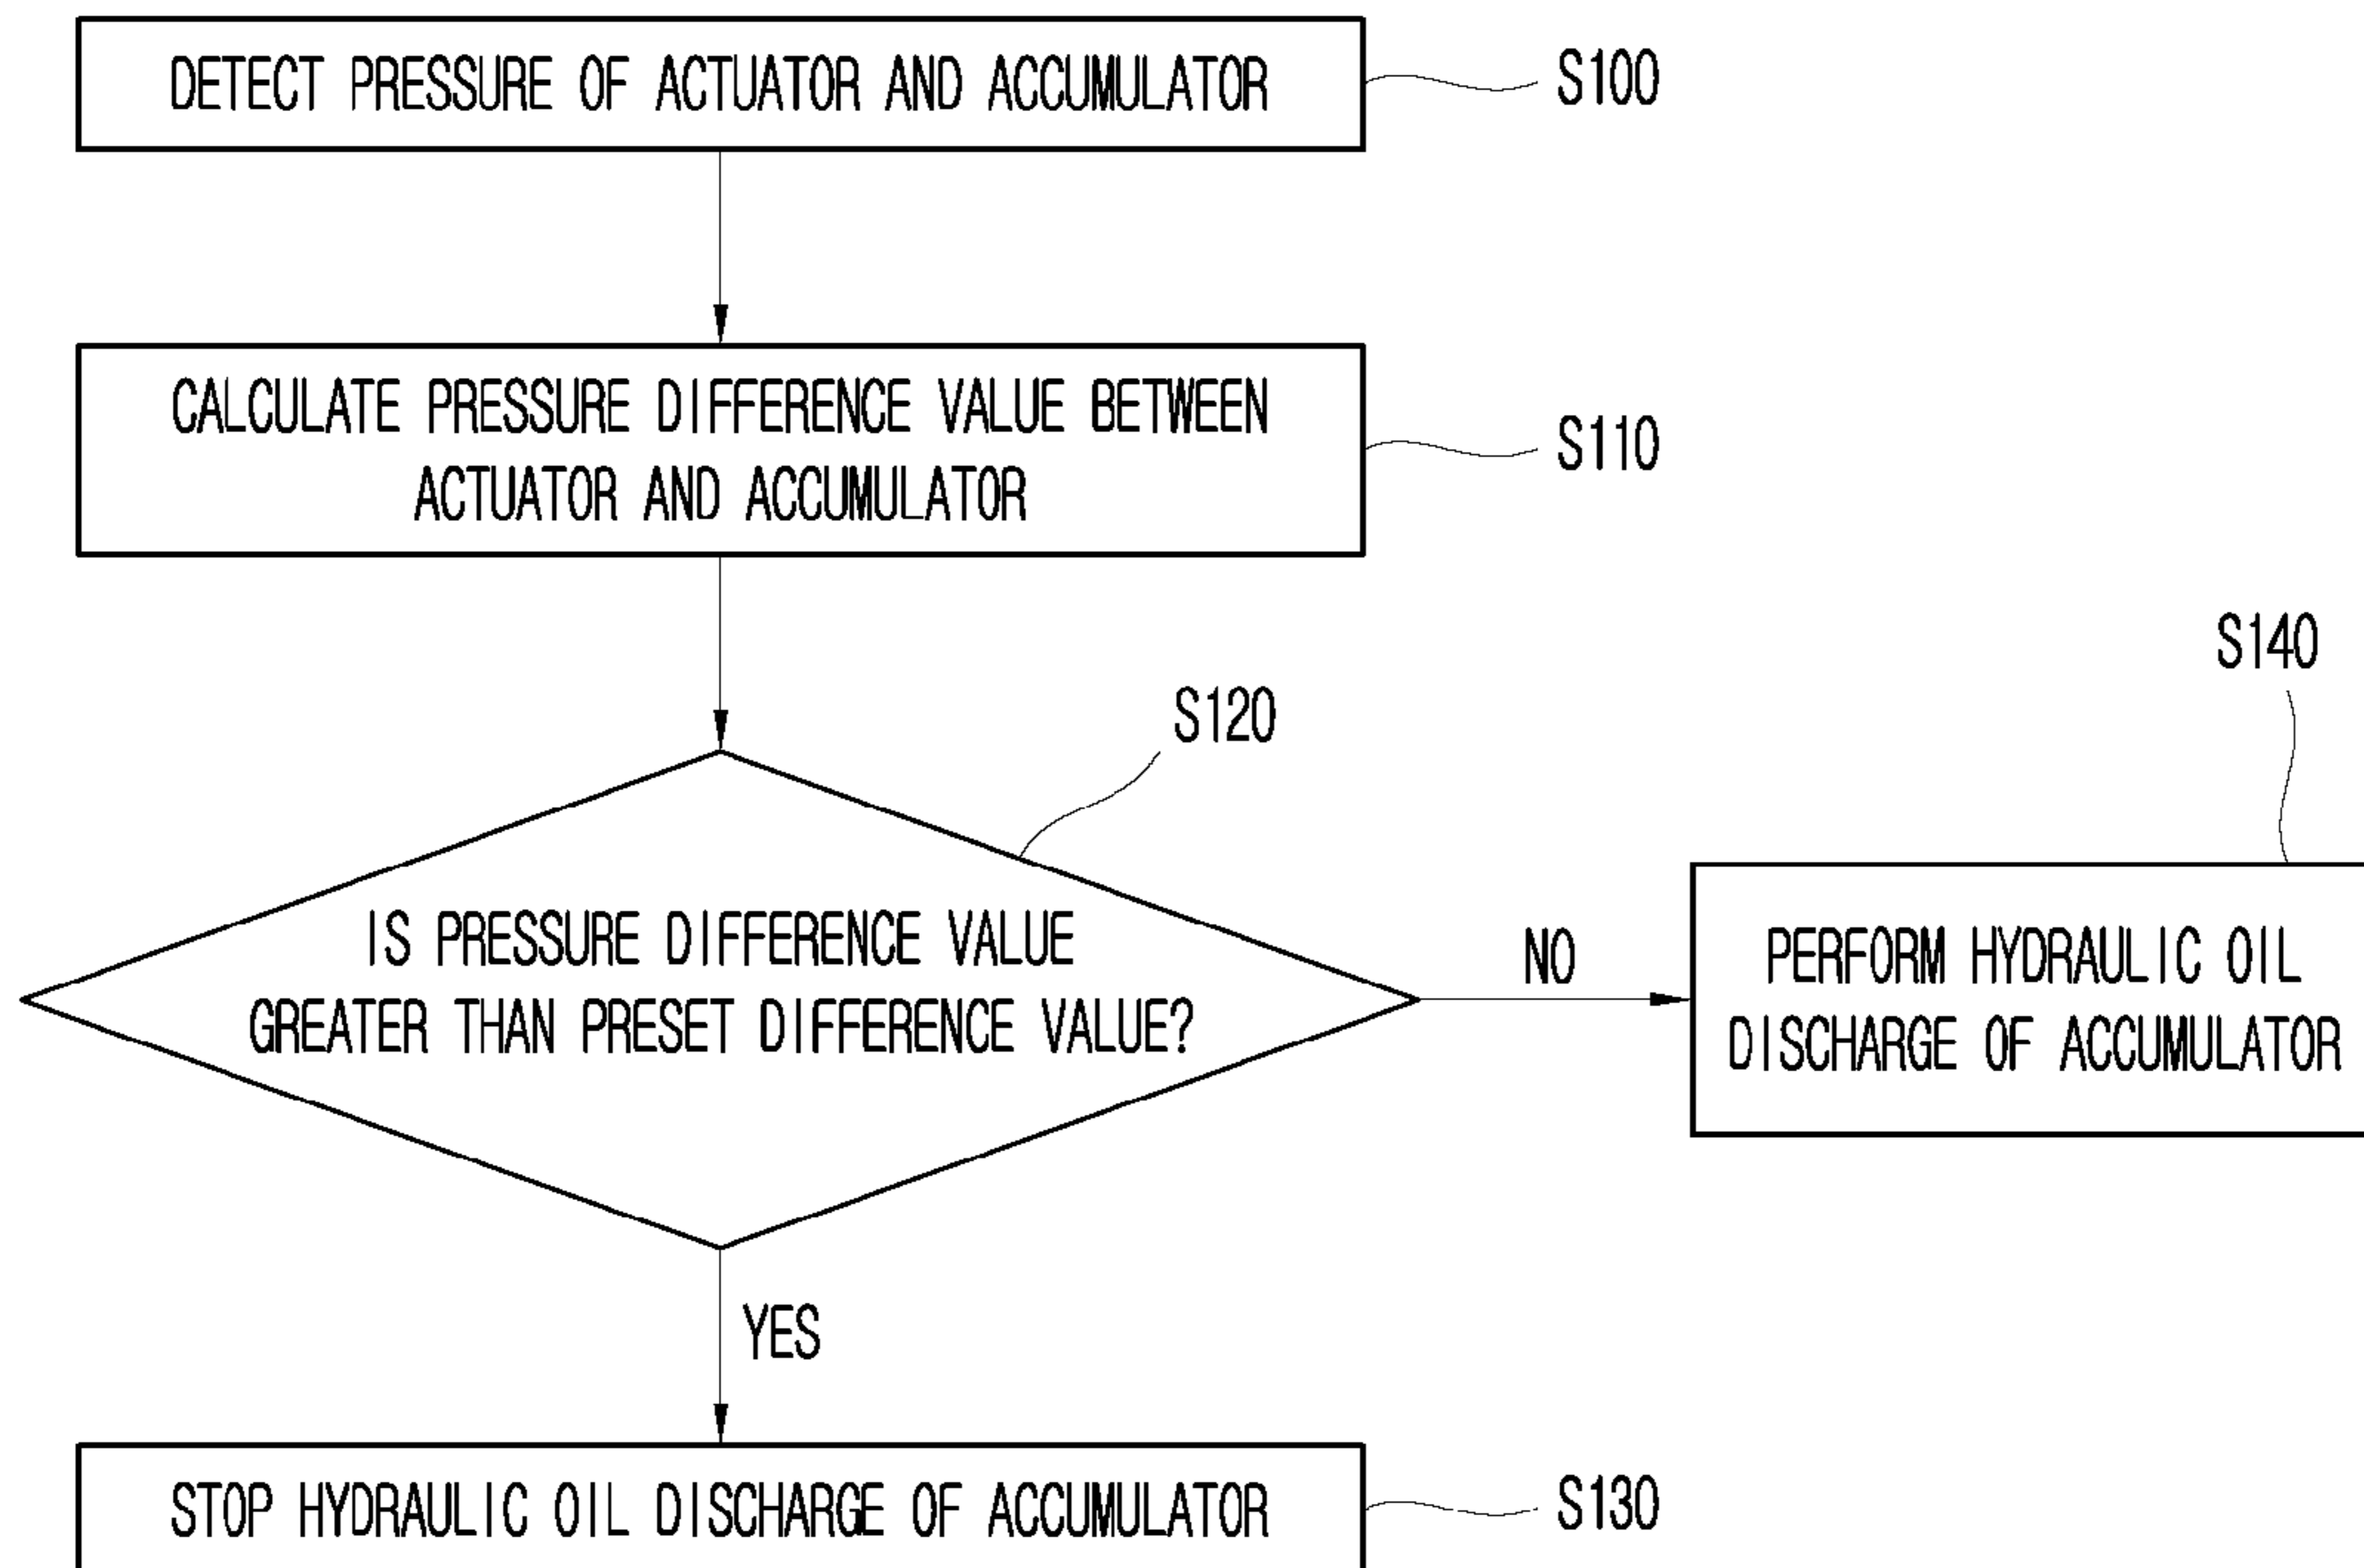 DETECT PRESSURE OF ACTUATOR AND ACCUMULATOR
S100
CALCULATE PRESSURE DIFFERENCE VALUE BETWEEN
ACTUATOR AND ACCUMULATOR
S110
S120
IS PRESSURE DIFFERENCE VALUE
GREATER THAN PRESET DIFFERENCE VALUE?
NO
S140
PERFORM HYDRAULIC OIL
DISCHARGE OF ACCUMULATOR
YES
STOP HYDRAULIC OIL DISCHARGE OF ACCUMULATOR
S130